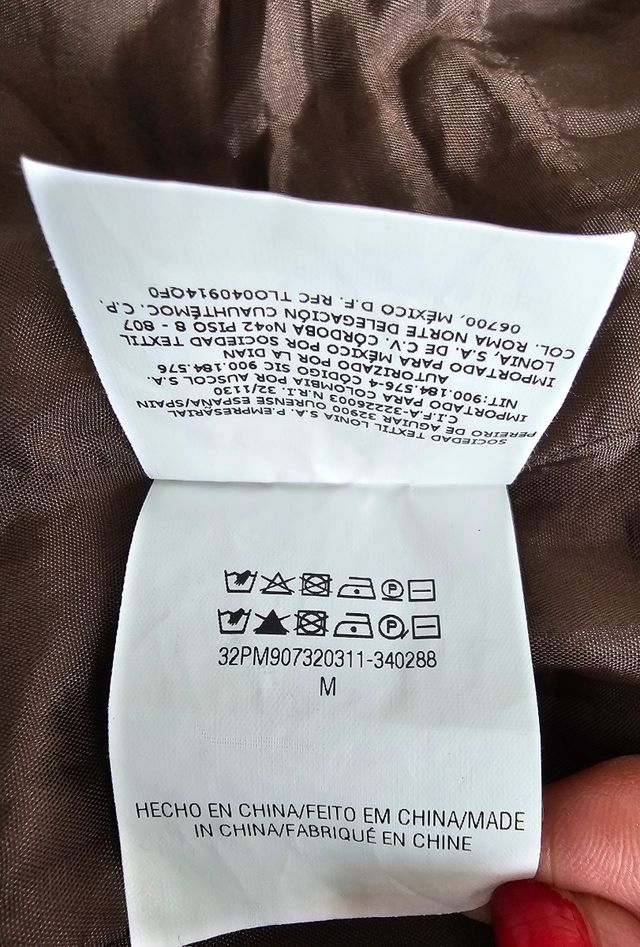 SOCIEDAD TEXTIL LONIA S.A. P.EMPRESARIAL
PEREIRO DE AGUIAR 32900 OURENSE ESPAÑA/SPAIN
C.I.F.A-32226003 N.R.I. 32/1130
IMPORTADO PARA COLOMBIA POR AUSCOL S.A.
NIT:900.184.576-4 CÓDIGO SIC 900.184.576
AUTORIZADO POR LA DIAN
IMPORTADO PARA MÉXICO POR SOCIEDAD TEXTIL
LONIA, S.A. DE C.V. CÓRDOBA Nº42 PISO 8 - 807
COL. ROMA NORTE DELEGACIÓN CUAUHTÉMOC. C.P.
06700, MÉXICO D.F. RFC TLO040914QF0
P
P
32PM907320311-340288
M
HECHO EN CHINA/FEITO EM CHINA/MADE
IN CHINA/FABRIQUÉ EN CHINE